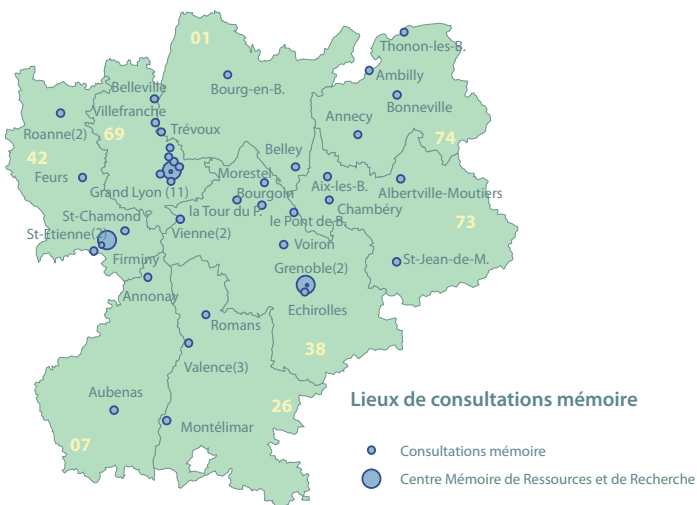 01
Thonon-les-B.
Ambilly
Belleville
Bourg-en-B.
Bonneville
Villefranche
Annecy
Roanne(2)
69
Trévoux
74
42
Belley
Feurs
Morestel
Grand Lyon (11)
Bourgoin
Aix-les-B.
Albertville-Moutiers
St-Chamond
la Tour du P.
Chambéry
le Pont de B.
73
St-Etienne(2)
Vienne(2)
Voiron
Firminy
Grenoble(2)
St-Jean-de-M.
Annonay
Echirolles
Romans
38
Valence(3)
Aubenas
26
Lieux de consultations mémoire
Montélimar
07
Consultations mémoire
Centre Mémoire de Ressources et de Recherche